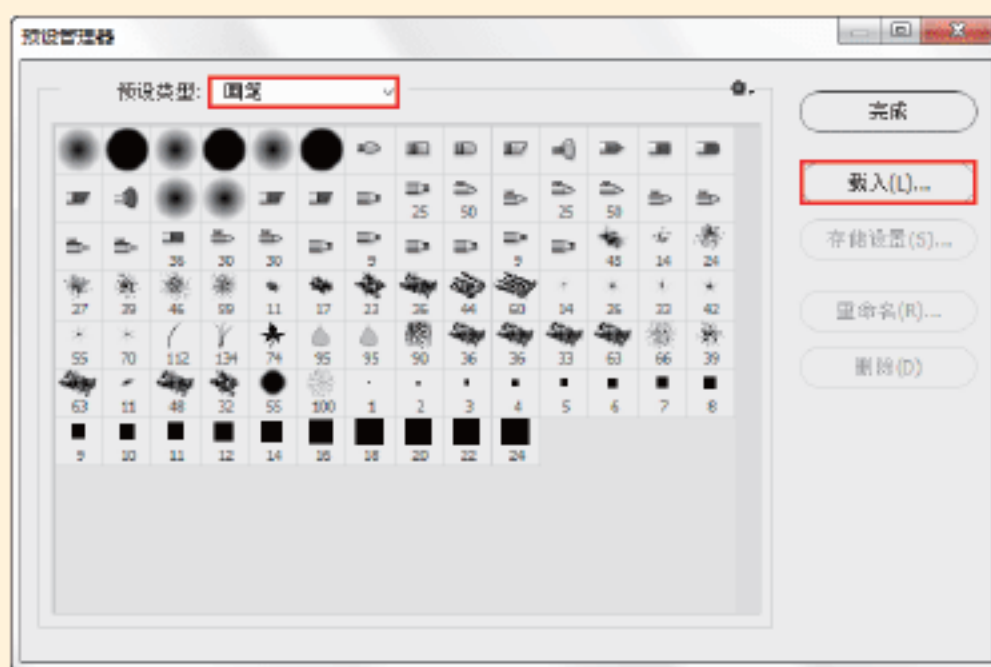 预设管理器
预设类型: 画笔
完成
载入(L)...
存储设置(S)...
重命名(R)...
删除(D)
25 50 25 50
36 30 30 9 9 45 14 24
27 39 46 59 11 17 23 36 44 60 14 26 33 42
55 70 112 134 74 95 95 90 36 36 33 63 66 39
63 11 48 32 55 100 1 2 3 4 5 6 7 8
9 10 11 12 14 16 18 20 22 24